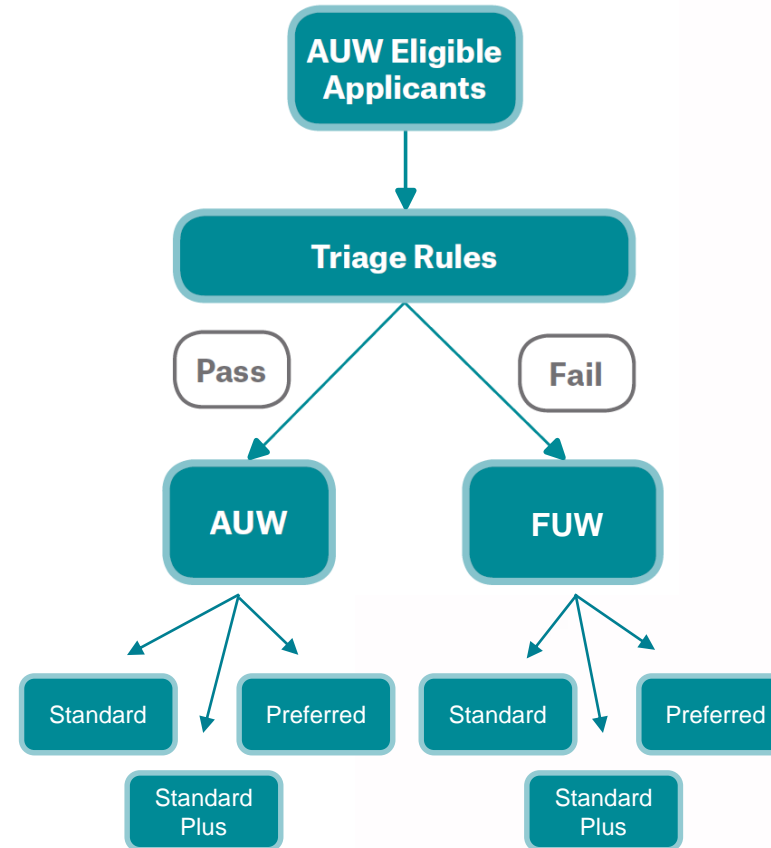 AUW Eligible
Applicants
Triage Rules
Pass
Fail
AUW
FUW
Standard
Preferred
Standard
Preferred
Standard
Plus
Standard
Plus